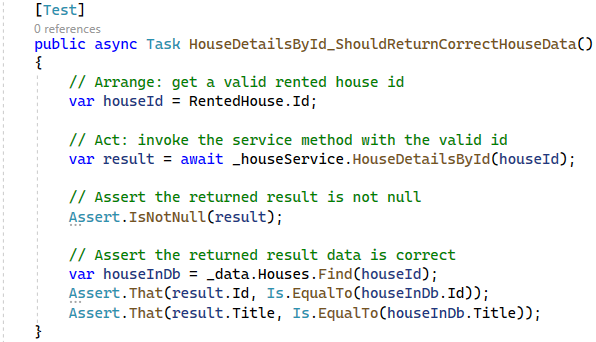 [Test]
0 references
public async Task HouseDetailsById_ShouldReturnCorrectHouseData()
{
// Arrange: get a valid rented house id
var houseId = RentedHouse.Id;
// Act: invoke the service method with the valid id
var result = await _houseService.HouseDetailsById(houseId);
// Assert the returned result is not null
Assert.IsNotNull(result);
// Assert the returned result data is correct
var houseInDb = _data.Houses.Find(houseId);
Assert.That(result.Id, Is.EqualTo(houseInDb.Id));
Assert.That(result.Title, Is.EqualTo(houseInDb.Title));
}